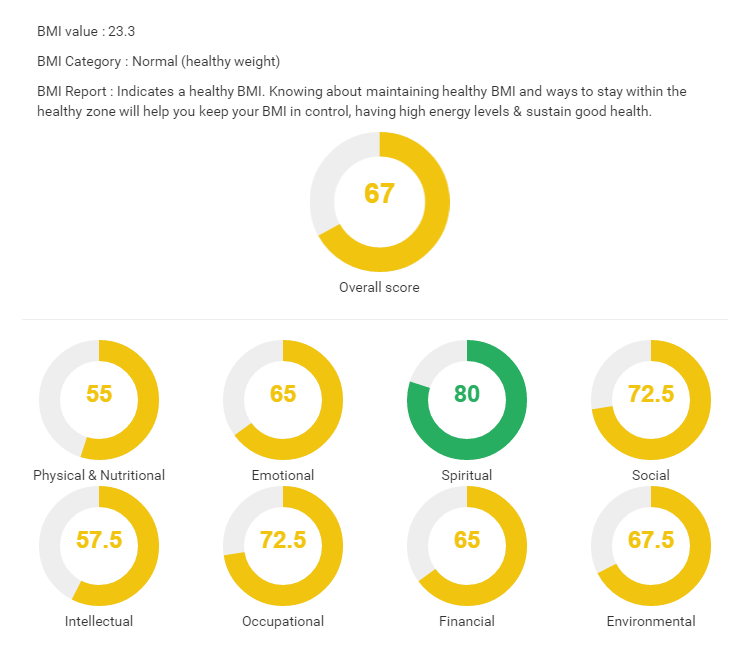 BMI value : 23.3
BMI Category : Normal (healthy weight)
BMI Report : Indicates a healthy BMI. Knowing about maintaining healthy BMI and ways to stay within the
healthy zone will help you keep your BMI in control, having high energy levels & sustain good health.
67
Overall score
55
65
80
72.5
Physical & Nutritional
Emotional
Spiritual
Social
57.5
72.5
65
67.5
Intellectual
Occupational
Financial
Environmental